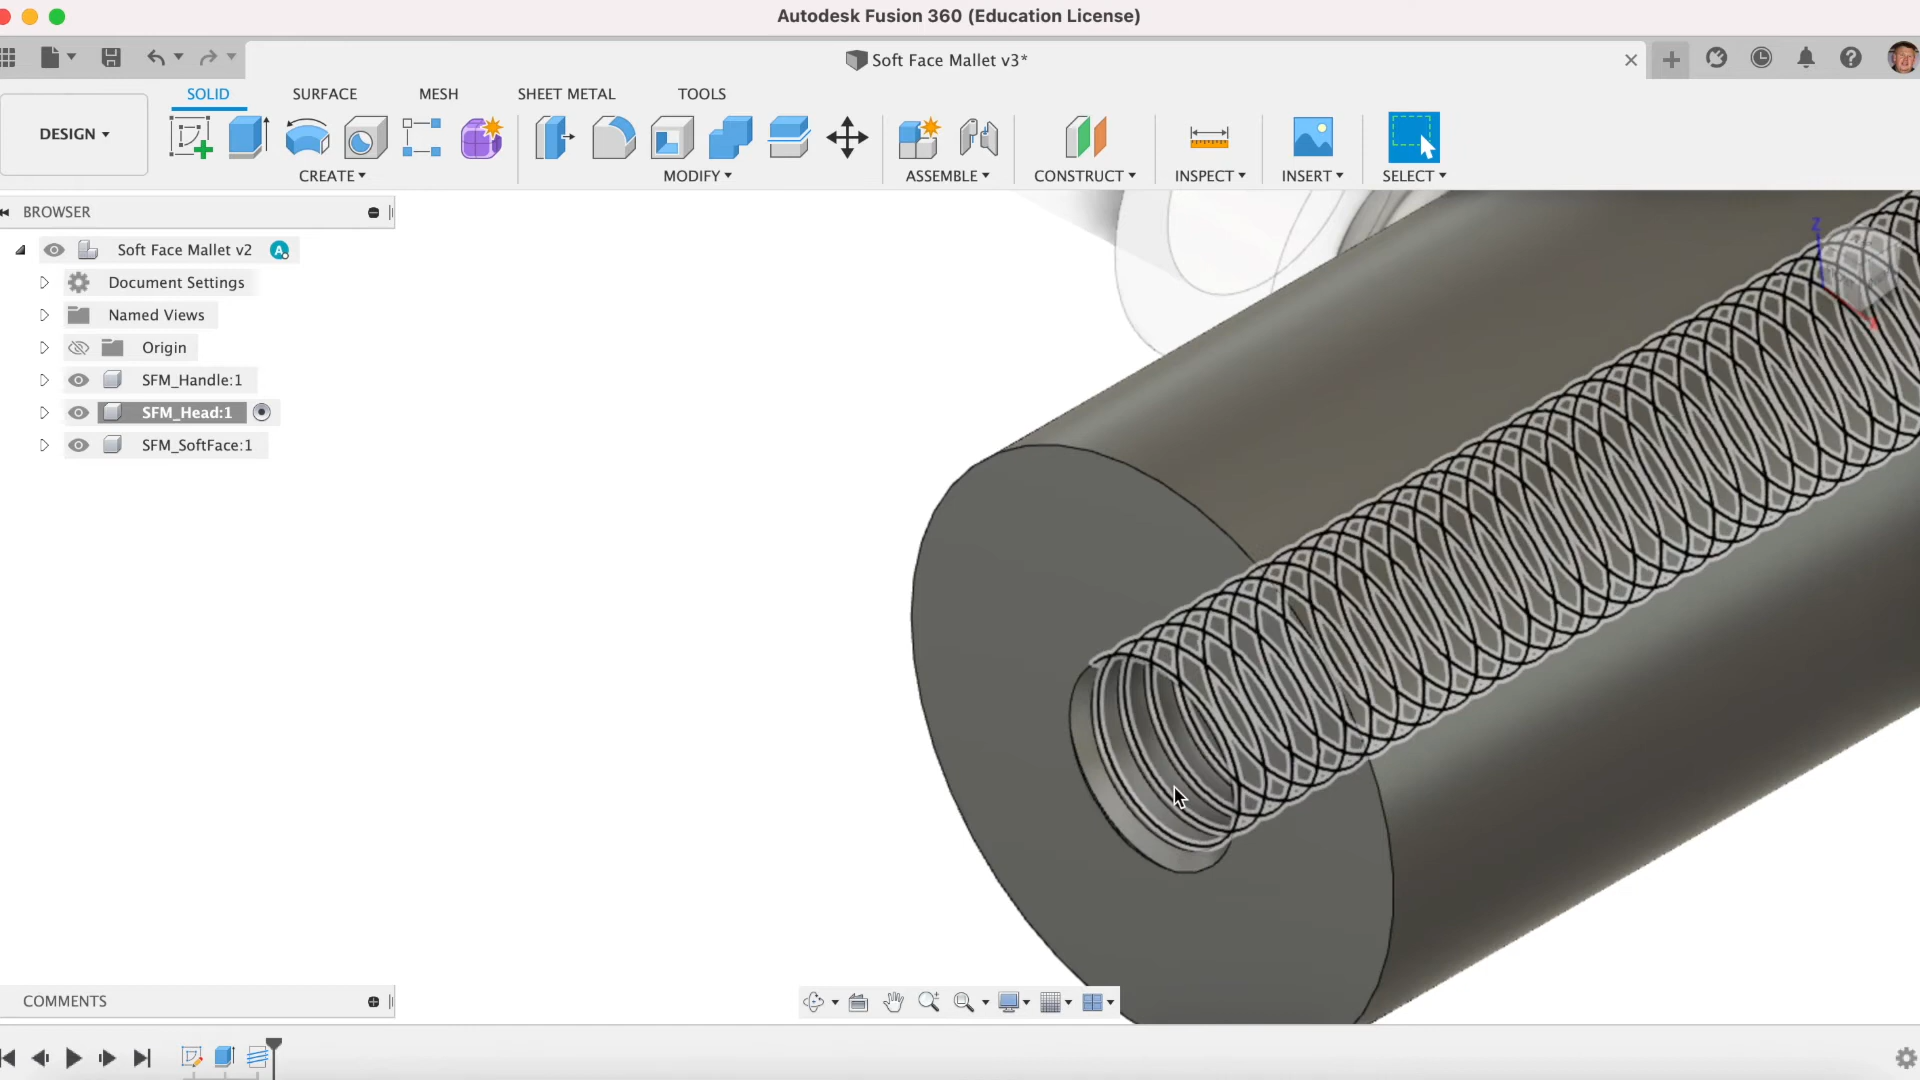 Autodesk Fusion 360 (Education License)
Soft Face Mallet v3*
SOLID SURFACE MESH SHEET METAL TOOLS
DESIGN
CREATE MODIFY ASSEMBLE CONSTRUCT INSPECT INSERT SELECT
BROWSER
Soft Face Mallet v2 A
Document Settings
Named Views
Origin
SFM_Handle:1
SFM_Head:1
SFM_SoftFace:1
Z
X
COMMENTS